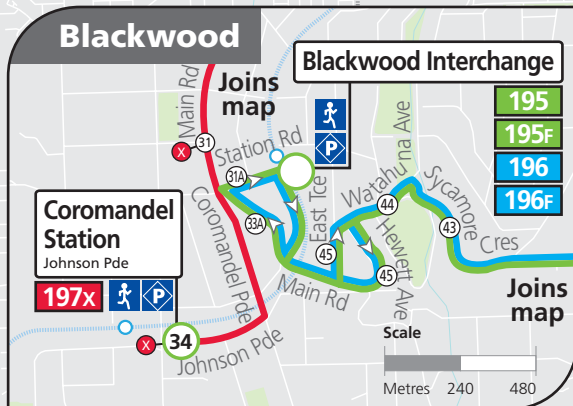 Blackwood
Main Rd
Joins
map
Blackwood Interchange
P
195
195F
196
196F
31
X
Station Rd
31A
33A
East Tce
Watahuna Ave
44
Sycamore
Cres
43
Coromandel
Station
Johnson Pde
197X
P
Coromandel Pde
45
45
Hewett Ave
Main Rd
Joins
map
X
34
Johnson Pde
Scale
Metres 240 480